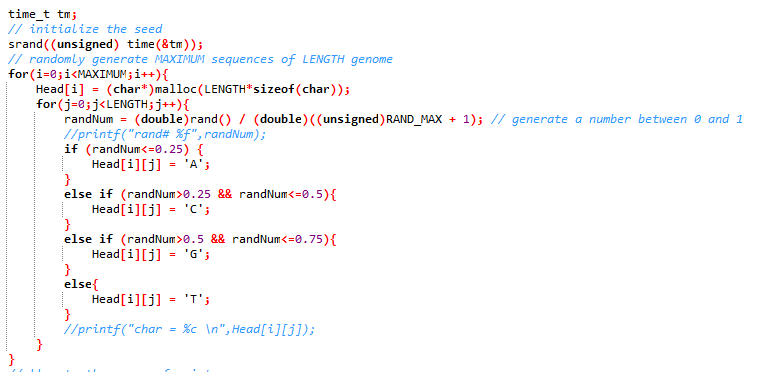 time_t tm;
// initialize the seed
srand((unsigned) time(&tm));
// randomly generate MAXIMUM sequences of LENGTH genome
for(i=0;i<MAXIMUM;i++){
    Head[i] = (char*)malloc(LENGTH*sizeof(char));
    for(j=0;j<LENGTH;j++){
        randNum = (double)rand() / (double)((unsigned)RAND_MAX + 1); // generate a number between 0 and 1
        //printf("rand# %f",randNum);
        if (randNum<=0.25) {
            Head[i][j] = 'A';
        }
        else if (randNum>0.25 && randNum<=0.5){
            Head[i][j] = 'C';
        }
        else if (randNum>0.5 && randNum<=0.75){
            Head[i][j] = 'G';
        }
        else{
            Head[i][j] = 'T';
        }
        //printf("char = %c \n",Head[i][j]);
    }
}